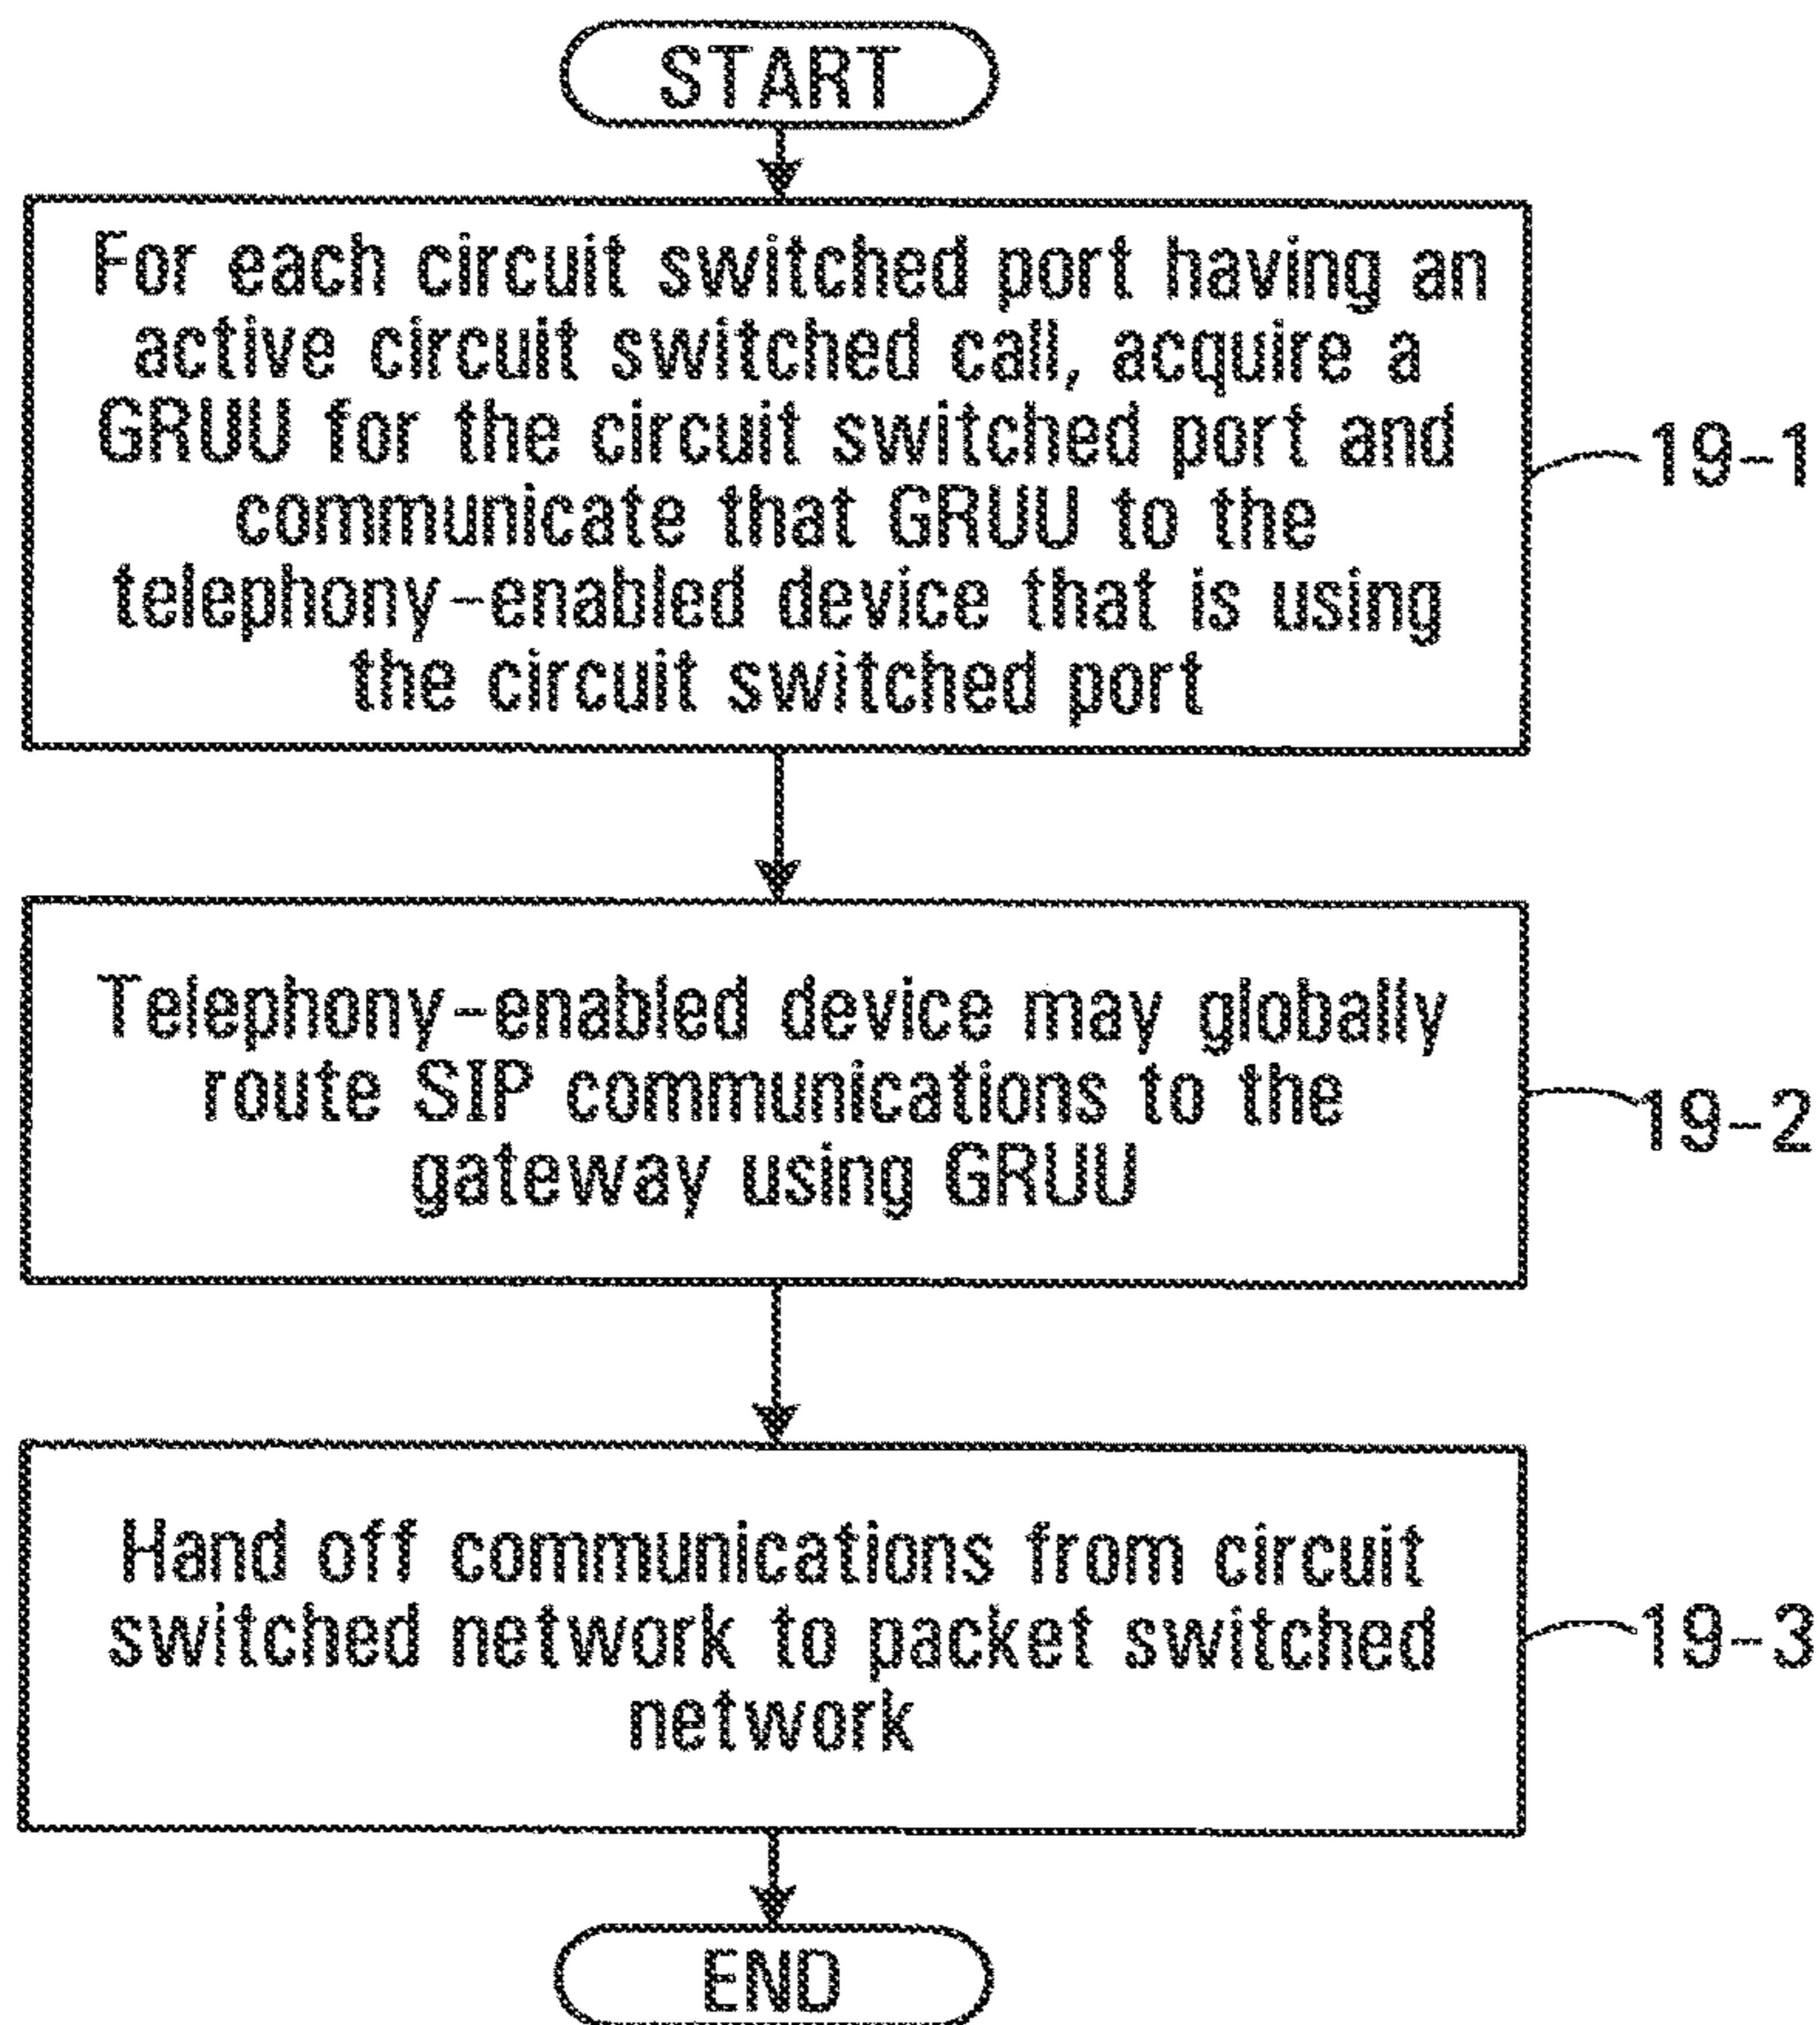 START
For each circuit switched port having an
active circuit switched call, acquire a
GRUU for the circuit switched port and
communicate that GRUU to the
telephony-enabled device that is using
the circuit switched port
19-1
Telephony-enabled device may globally
route SIP communications to the
gateway using GRUU
19-2
Hand off communications from circuit
switched network to packet switched
network
19-3
END